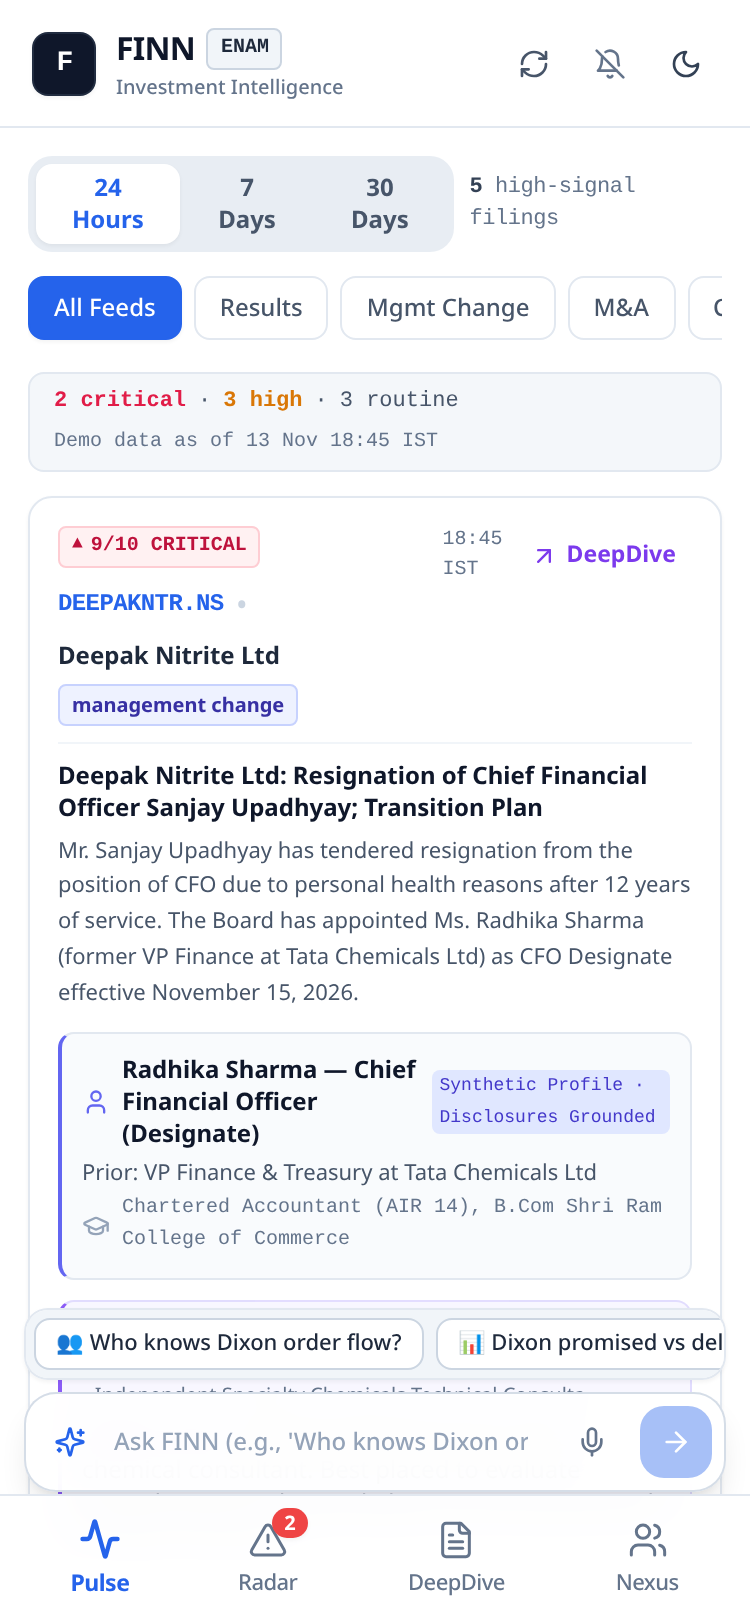 F
FINN
ENAM
Investment Intelligence
24 Hours
7 Days
30 Days
5 high-signal filings
All Feeds
Results
Mgmt Change
M&A
2 critical · 3 high · 3 routine
Demo data as of 13 Nov 18:45 IST
▲ 9/10 CRITICAL
18:45 IST
DeepDive
DEEPAKNTR.NS
Deepak Nitrite Ltd
management change
Deepak Nitrite Ltd: Resignation of Chief Financial
Officer Sanjay Upadhyay; Transition Plan
Mr. Sanjay Upadhyay has tendered resignation from the
position of CFO due to personal health reasons after 12 years
of service. The Board has appointed Ms. Radhika Sharma
(former VP Finance at Tata Chemicals Ltd) as CFO Designate
effective November 15, 2026.
Radhika Sharma — Chief
Financial Officer
(Designate)
Synthetic Profile ·
Disclosures Grounded
Prior: VP Finance & Treasury at Tata Chemicals Ltd
Chartered Accountant (AIR 14), B.Com Shri Ram
College of Commerce
👥 Who knows Dixon order flow?
📊 Dixon promised vs del
Ask FINN (e.g., 'Who knows Dixon or
Pulse
2
Radar
DeepDive
Nexus